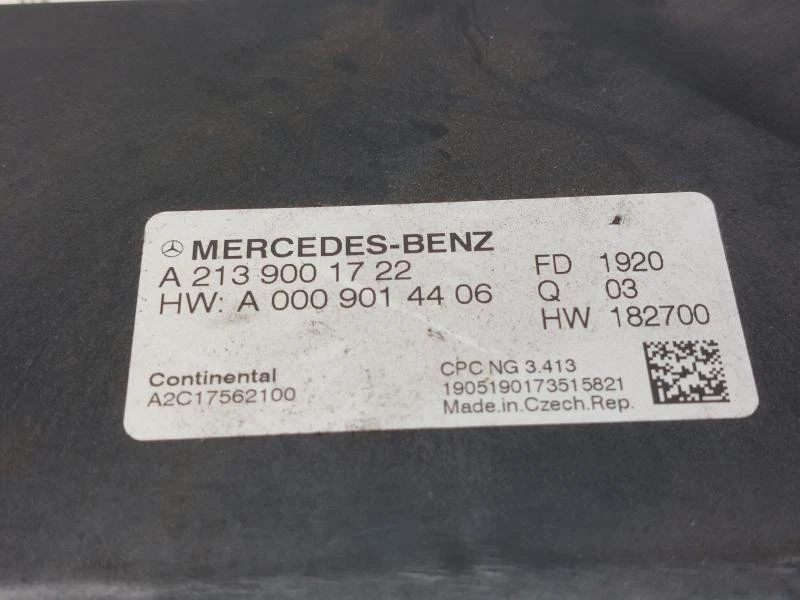 MERCEDES-BENZ
A 213 900 17 22
HW: A 000 901 44 06
FD 1920
Q 03
HW 182700
Continental
A2C17562100
CPC NG 3.413
1905190173515821
Made.in.Czech.Rep.